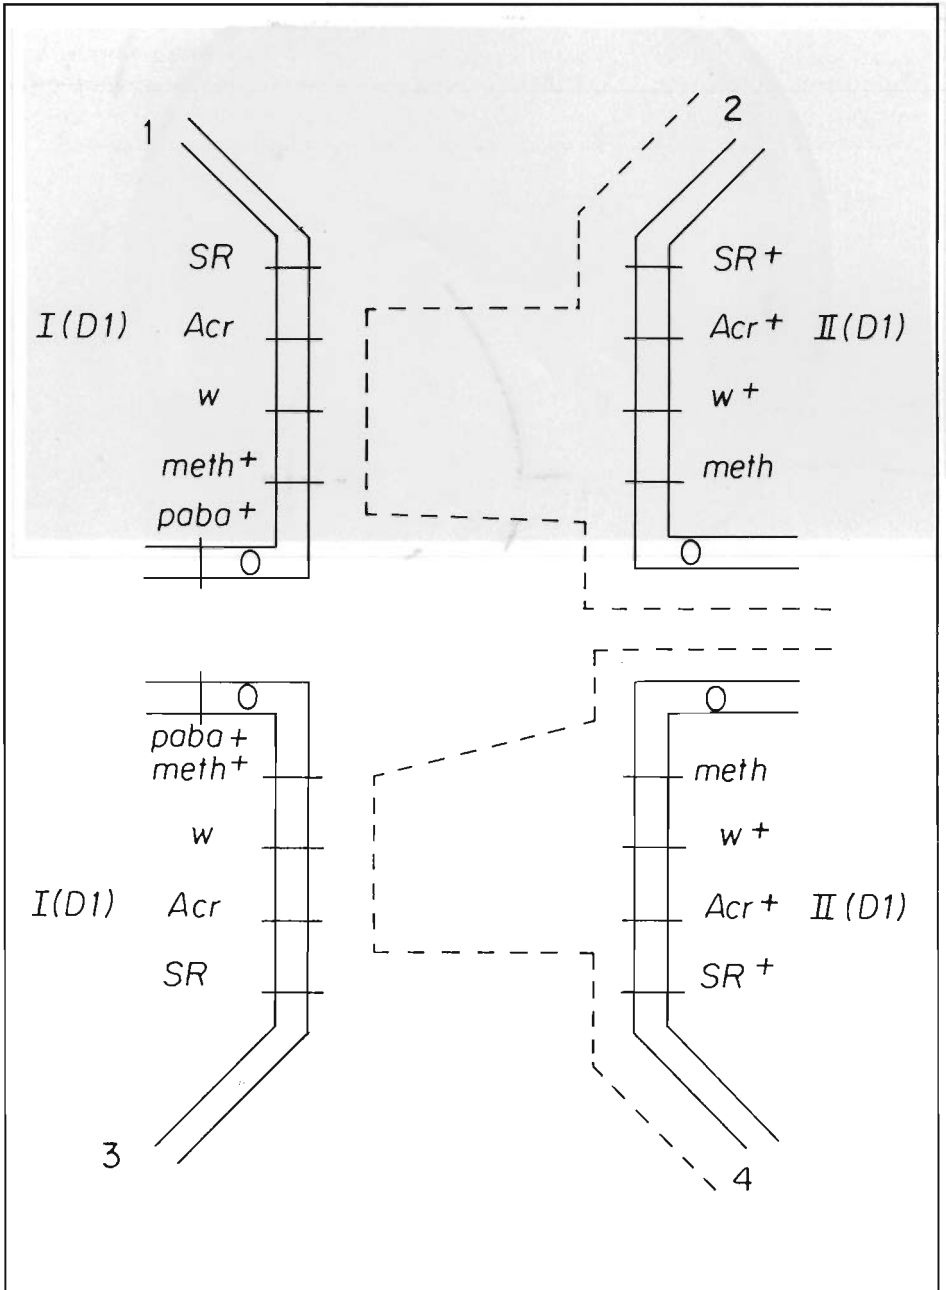 1
2
SR
SR+
I(D1)
Acr
Acr+
II(D1)
w
w+
meth+
meth
paba+
O
O
O
O
paba+
meth+
meth
w
w+
I(D1)
Acr
Acr+
II(D1)
SR
SR+
3
4